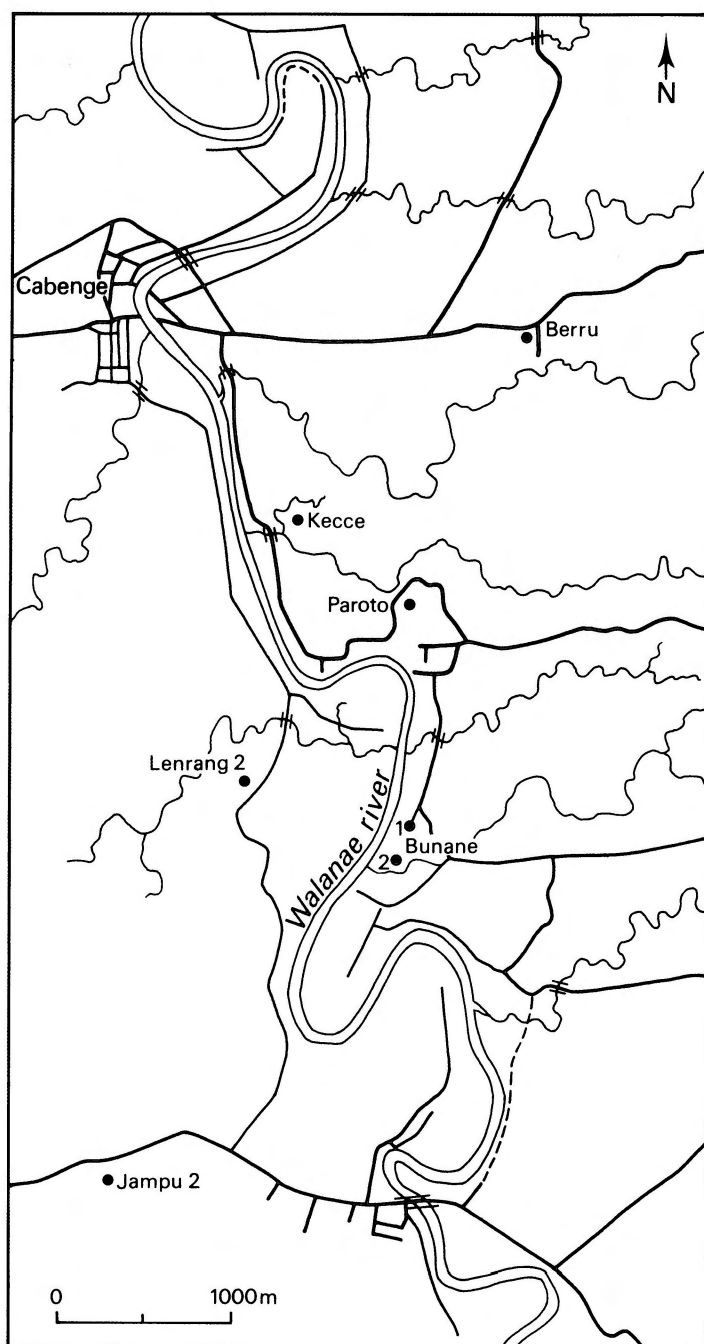 N
Cabenge
Berru
Kecce
Paroto
Lenrang 2
Walanae river
1
Bunane
2
Jampu 2
0 1000m